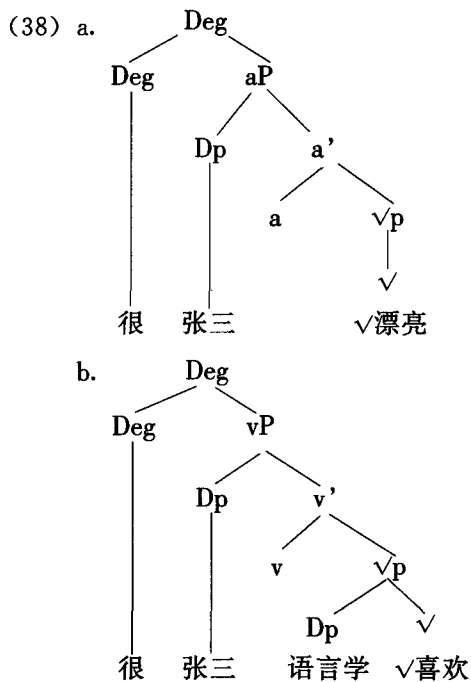 (38) a. Deg
Deg aP
Dp a’
a √p
√
很 张三 √漂亮
b. Deg
Deg vP
Dp v’
v √p
Dp √
很 张三 语言学 √喜欢